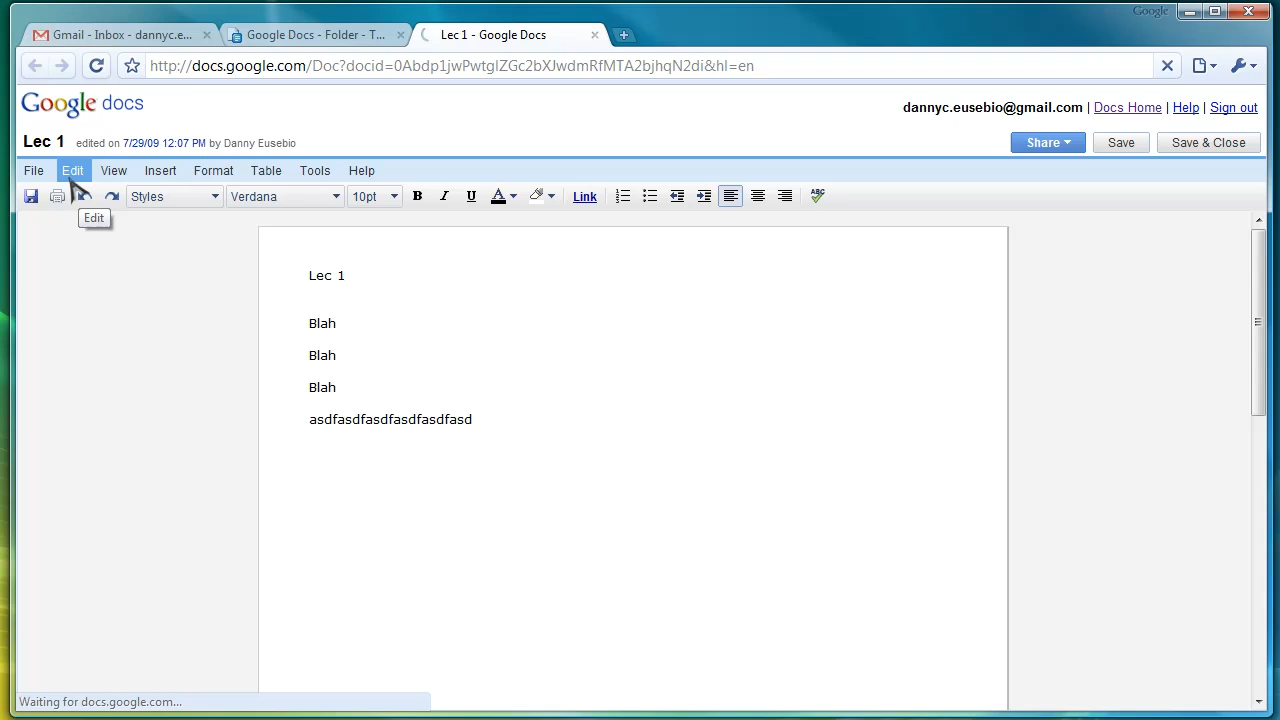 Google
Gmail - Inbox - dannyc.e...
Google Docs - Folder - T...
Lec 1 - Google Docs
http://docs.google.com/Doc?docid=0Abdp1jwPwtglZGc2bXJwdmRfMTA2bjhqN2di&hl=en
Google docs
dannyc.eusebio@gmail.com | Docs Home | Help | Sign out
Lec 1 edited on 7/29/09 12:07 PM by Danny Eusebio
Share Save Save & Close
File Edit View Insert Format Table Tools Help
Styles Verdana 10pt B I U A Link ABC
Edit
Lec 1
Blah
Blah
Blah
asdfasdfasdfasdfasdfasd
Waiting for docs.google.com...